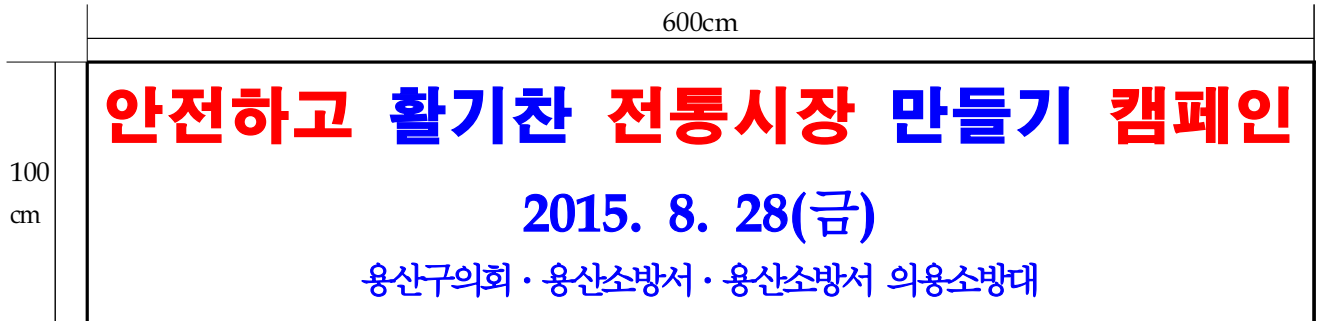 600cm
안전하고 활기찬 전통시장 만들기 캠페인
100
cm
2015. 8. 28(금)
용산구의회 · 용산소방서 · 용산소방서 의용소방대